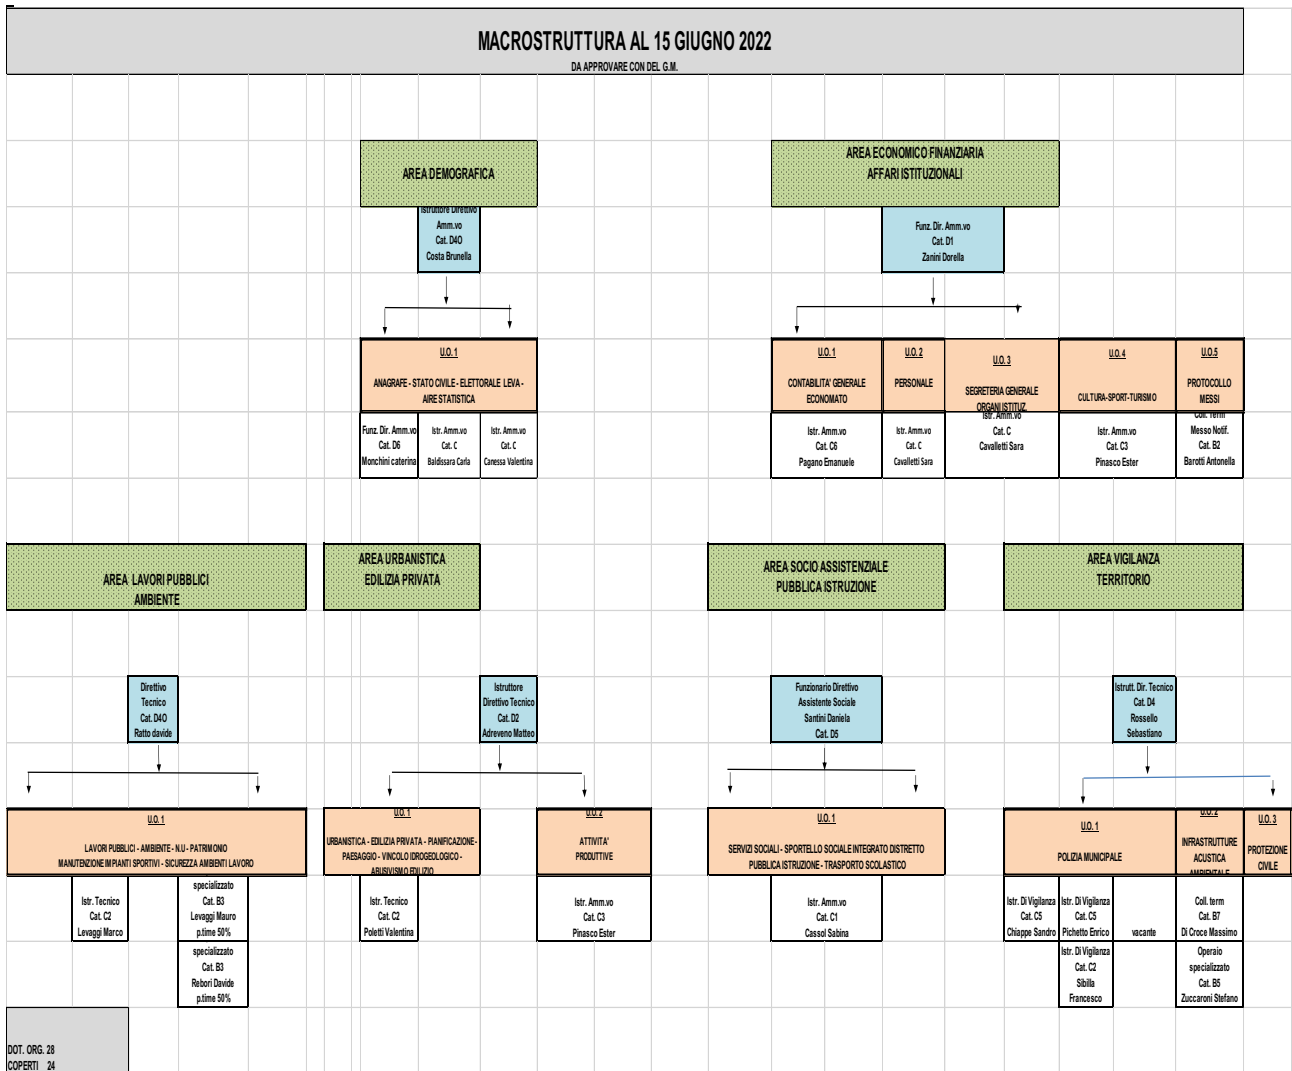 MACROSTRUTTURA AL 15 GIUGNO 2022
DA APPROVARE CON DEL G.M.
AREA DEMOGRAFICA
AREA ECONOMICO FINANZIARIA
AFFARI ISTITUZIONALI
Istruttore Direttivo
Amm.vo
Cat. D4O
Costa Brunella
Funz. Dir. Amm.vo
Cat. D1
Zanini Dorella
U.O. 1
ANAGRAFE - STATO CIVILE - ELETTORALE LEVA -
AIRE STATISTICA
U.O. 1
CONTABILITA' GENERALE
ECONOMATO
U.O. 2
PERSONALE
U.O. 3
SEGRETERIA GENERALE
ORGANI ISTITUZ.
U.O. 4
CULTURA-SPORT-TURISMO
U.O.5
PROTOCOLLO
MESSI
Funz. Dir. Amm.vo
Cat. D6
Monchini caterina
Istr. Amm.vo
Cat. C
Baldissara Carla
Istr. Amm.vo
Cat. C
Canessa Valentina
Istr. Amm.vo
Cat. C6
Pagano Emanuele
Istr. Amm.vo
Cat. C
Cavalletti Sara
Istr. Amm.vo
Cat. C
Cavalletti Sara
Istr. Amm.vo
Cat. C3
Pinasco Ester
Coll. Term
Messo Notif.
Cat. B2
Barotti Antonella
AREA LAVORI PUBBLICI
AMBIENTE
AREA URBANISTICA
EDILIZIA PRIVATA
AREA SOCIO ASSISTENZIALE
PUBBLICA ISTRUZIONE
AREA VIGILANZA
TERRITORIO
Direttivo
Tecnico
Cat. D4O
Ratto davide
Istruttore
Direttivo Tecnico
Cat. D2
Adreveno Matteo
Funzionario Direttivo
Assistente Sociale
Santini Daniela
Cat. D5
Istrutt. Dir. Tecnico
Cat. D4
Rossello
Sebastiano
U.O. 1
LAVORI PUBBLICI - AMBIENTE - N.U - PATRIMONIO
MANUTENZIONE IMPIANTI SPORTIVI - SICUREZZA AMBIENTI LAVORO
U.O. 1
URBANISTICA - EDILIZIA PRIVATA - PIANIFICAZIONE-
PAESAGGIO - VINCOLO IDROGEOLOGICO -
ABUSIVISMO EDILIZIO
U.O. 2
ATTIVITA'
PRODUTTIVE
U.O. 1
SERVIZI SOCIALI - SPORTELLO SOCIALE INTEGRATO DISTRETTO
PUBBLICA ISTRUZIONE - TRASPORTO SCOLASTICO
U.O. 1
POLIZIA MUNICIPALE
U.O. 2
INFRASTRUTTURE
ACUSTICA
AMBIENTALE
U.O. 3
PROTEZIONE
CIVILE
Istr. Tecnico
Cat. C2
Levaggi Marco
specializzato
Cat. B3
Levaggi Mauro
p.time 50%
specializzato
Cat. B3
Rebori Davide
p.time 50%
Istr. Tecnico
Cat. C2
Poletti Valentina
Istr. Amm.vo
Cat. C3
Pinasco Ester
Istr. Amm.vo
Cat. C1
Cassol Sabina
Istr. Di Vigilanza
Cat. C5
Chiappe Sandro
Istr. Di Vigilanza
Cat. C5
Pichetto Enrico
vacante
Coll. term
Cat. B7
Di Croce Massimo
Istr. Di Vigilanza
Cat. C2
Sibilla
Francesco
Operaio
specializzato
Cat. B5
Zuccaroni Stefano
DOT. ORG. 28
COPERTI 24